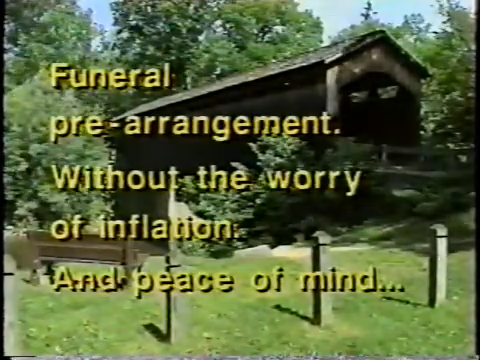 Funeral
pre-arrangement.
Without the worry
of inflation.
And peace of mind...